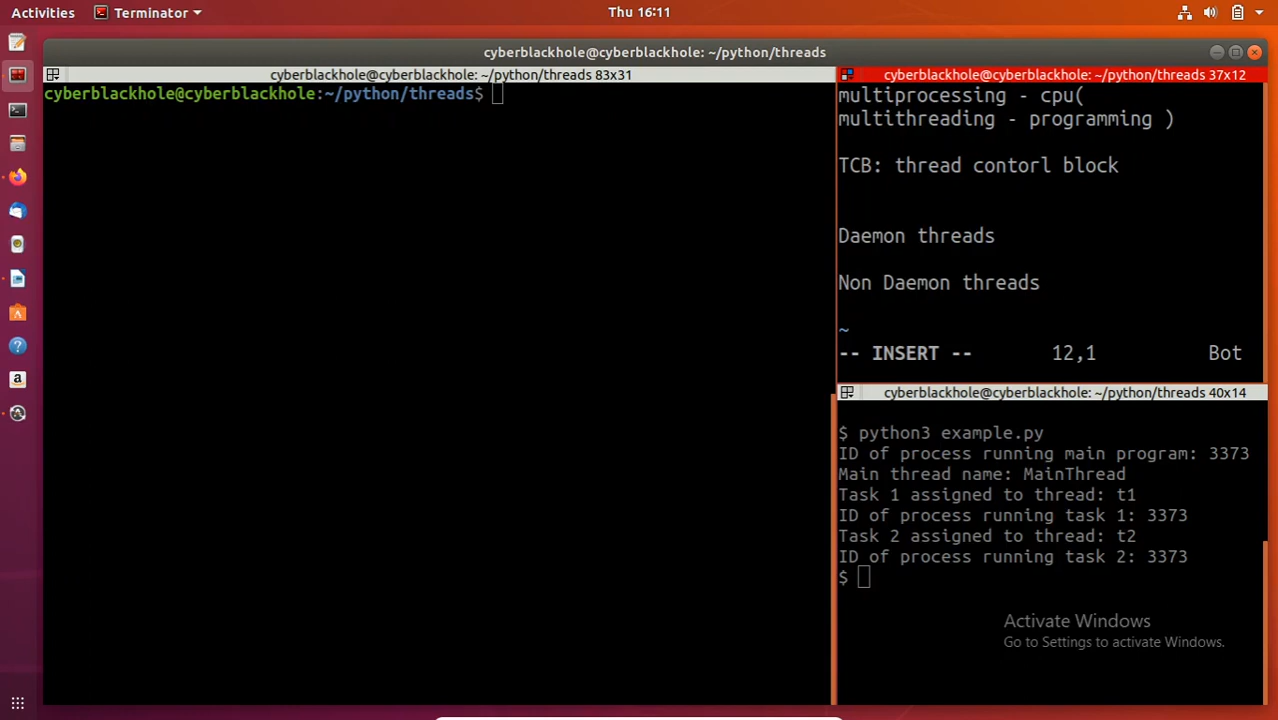 Activities
Terminator
Thu 16:11
cyberblackhole@cyberblackhole: ~/python/threads
cyberblackhole@cyberblackhole: ~/python/threads 83x31
cyberblackhole@cyberblackhole:~/python/threads$
cyberblackhole@cyberblackhole: ~/python/threads 37x12
multiprocessing - cpu(
multithreading - programming )
TCB: thread contorl block
Daemon threads
Non Daemon threads
~
-- INSERT -- 12,1 Bot
cyberblackhole@cyberblackhole: ~/python/threads 40x14
$ python3 example.py
ID of process running main program: 3373
Main thread name: MainThread
Task 1 assigned to thread: t1
ID of process running task 1: 3373
Task 2 assigned to thread: t2
ID of process running task 2: 3373
$
Activate Windows
Go to Settings to activate Windows.